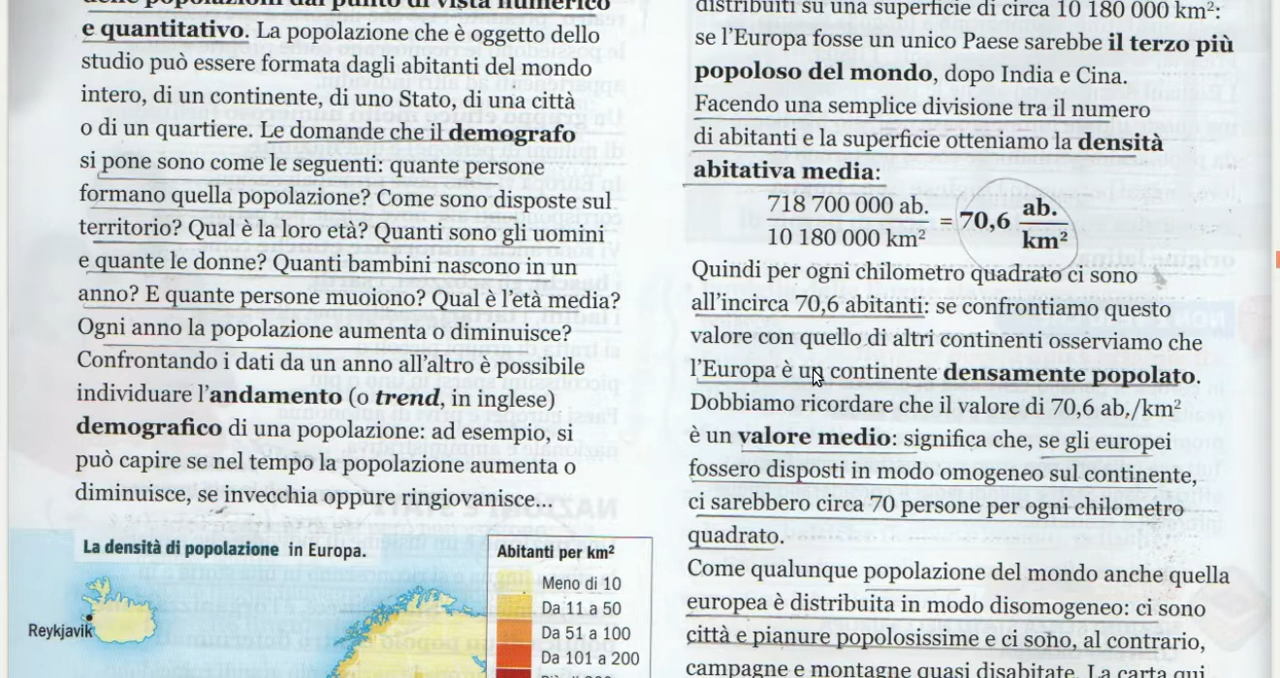 delle popolazioni dal punto di vista numerico
e quantitativo. La popolazione che è oggetto dello
studio può essere formata dagli abitanti del mondo
intero, di un continente, di uno Stato, di una città
o di un quartiere. Le domande che il demografo
si pone sono come le seguenti: quante persone
formano quella popolazione? Come sono disposte sul
territorio? Qual è la loro età? Quanti sono gli uomini
e quante le donne? Quanti bambini nascono in un
anno? E quante persone muoiono? Qual è l'età media?
Ogni anno la popolazione aumenta o diminuisce?
Confrontando i dati da un anno all'altro è possibile
individuare l'andamento (o trend, in inglese)
demografico di una popolazione: ad esempio, si
può capire se nel tempo la popolazione aumenta o
diminuisce, se invecchia oppure ringiovanisce...
La densità di popolazione in Europa.
Reykjavik
Abitanti per km²
Meno di 10
Da 11 a 50
Da 51 a 100
Da 101 a 200
distribuiti su una superficie di circa 10 180 000 km²:
se l'Europa fosse un unico Paese sarebbe il terzo più
popoloso del mondo, dopo India e Cina.
Facendo una semplice divisione tra il numero
di abitanti e la superficie otteniamo la densità
abitativa media:
718 700 000 ab.
10 180 000 km²
= 70,6 ab.
km²
Quindi per ogni chilometro quadrato ci sono
all'incirca 70,6 abitanti: se confrontiamo questo
valore con quello di altri continenti osserviamo che
l'Europa è un continente densamente popolato.
Dobbiamo ricordare che il valore di 70,6 ab,/km²
è un valore medio: significa che, se gli europei
fossero disposti in modo omogeneo sul continente,
ci sarebbero circa 70 persone per ogni chilometro
quadrato.
Come qualunque popolazione del mondo anche quella
europea è distribuita in modo disomogeneo: ci sono
città e pianure popolosissime e ci sono, al contrario,
campagne e montagne quasi disabitate. La carta qui